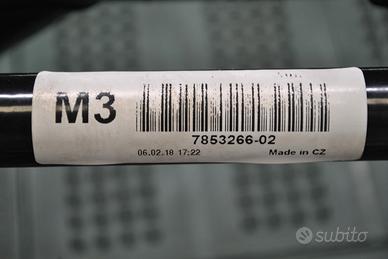 M3
7853266-02
06.02.18 17:22 Made in CZ
subito